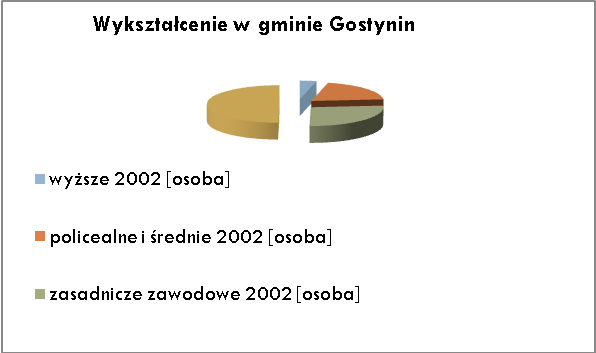 Wykształcenie w gminie Gostynin
wyższe 2002 [osoba]
policealne i średnie 2002 [osoba]
zasadnicze zawodowe 2002 [osoba]